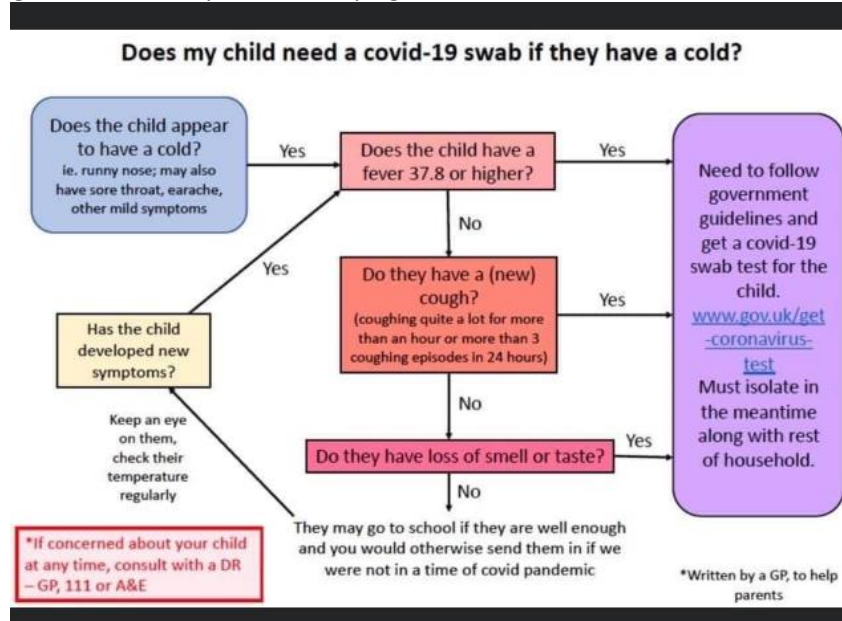 Does my child need a covid-19 swab if they have a cold?
Does the child appear
to have a cold?
ie. runny nose; may also
have sore throat, earache,
other mild symptoms
Yes
Does the child have a
fever 37.8 or higher?
Yes
No
Do they have a (new)
cough?
(coughing quite a lot for more
than an hour or more than 3
coughing episodes in 24 hours)
Yes
No
Do they have loss of smell or taste?
Yes
No
They may go to school if they are well enough
and you would otherwise send them in if we
were not in a time of covid pandemic
Keep an eye
on them,
check their
temperature
regularly
Has the child
developed new
symptoms?
Yes
Need to follow
government
guidelines and
get a covid-19
swab test for the
child.
www.gov.uk/get
-coronavirus-
test
Must isolate in
the meantime
along with rest
of household.
*If concerned about your child
at any time, consult with a DR
– GP, 111 or A&E
*Written by a GP, to help
parents